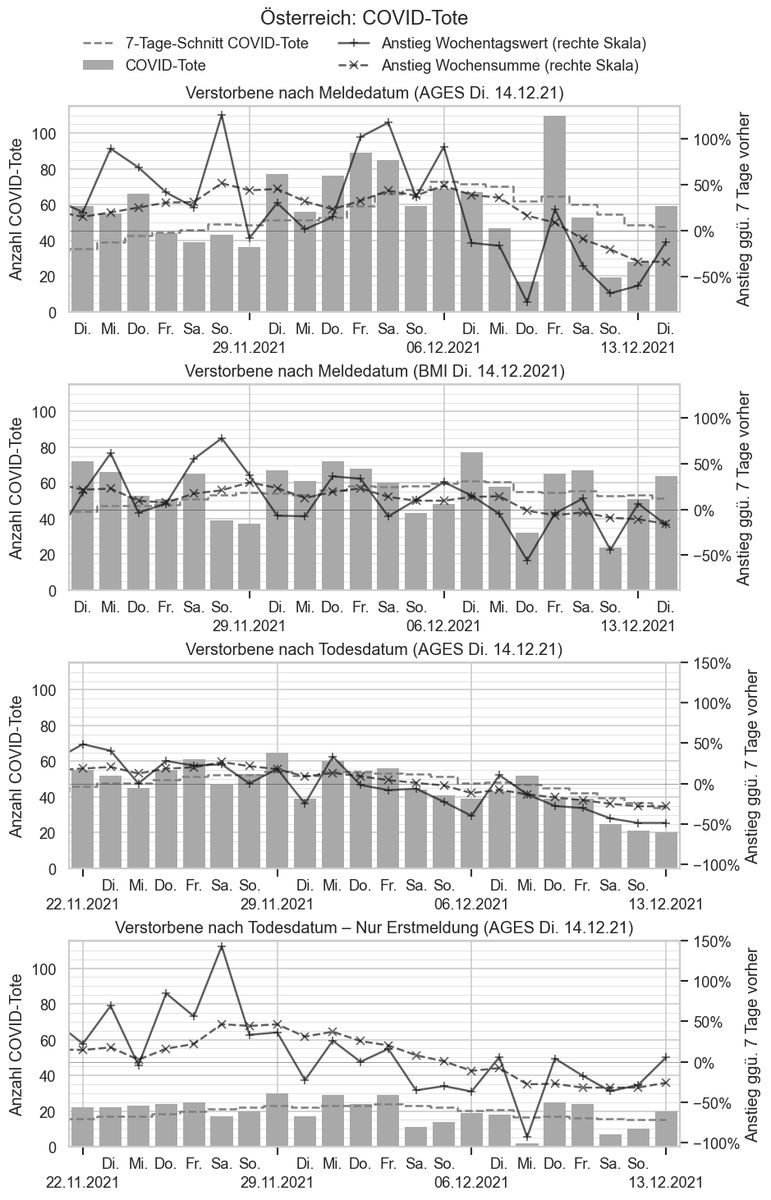 Österreich: COVID-Tote
7-Tage-Schnitt COVID-Tote
Anstieg Wochentagswert (rechte Skala)
COVID-Tote
Anstieg Wochensumme (rechte Skala)
Verstorbene nach Meldedatum (AGES Di. 14.12.21)
Anzahl COVID-Tote
100
80
60
40
20
0
100%
50%
0%
−50%
Anstieg ggü. 7 Tage vorher
Di. Mi. Do. Fr. Sa. So. Di. Mi. Do. Fr. Sa. So. Di. Mi. Do. Fr. Sa. So. Di.
29.11.2021 06.12.2021 13.12.2021
Verstorbene nach Meldedatum (BMI Di. 14.12.2021)
Anzahl COVID-Tote
100
80
60
40
20
0
100%
50%
0%
−50%
Anstieg ggü. 7 Tage vorher
Di. Mi. Do. Fr. Sa. So. Di. Mi. Do. Fr. Sa. So. Di. Mi. Do. Fr. Sa. So. Di.
29.11.2021 06.12.2021 13.12.2021
Verstorbene nach Todesdatum (AGES Di. 14.12.21)
Anzahl COVID-Tote
100
80
60
40
20
0
150%
100%
50%
0%
−50%
−100%
Anstieg ggü. 7 Tage vorher
Di. Mi. Do. Fr. Sa. So. Di. Mi. Do. Fr. Sa. So. Di. Mi. Do. Fr. Sa. So.
22.11.2021 29.11.2021 06.12.2021 13.12.2021
Verstorbene nach Todesdatum – Nur Erstmeldung (AGES Di. 14.12.21)
Anzahl COVID-Tote
100
80
60
40
20
0
150%
100%
50%
0%
−50%
−100%
Anstieg ggü. 7 Tage vorher
Di. Mi. Do. Fr. Sa. So. Di. Mi. Do. Fr. Sa. So. Di. Mi. Do. Fr. Sa. So.
22.11.2021 29.11.2021 06.12.2021 13.12.2021